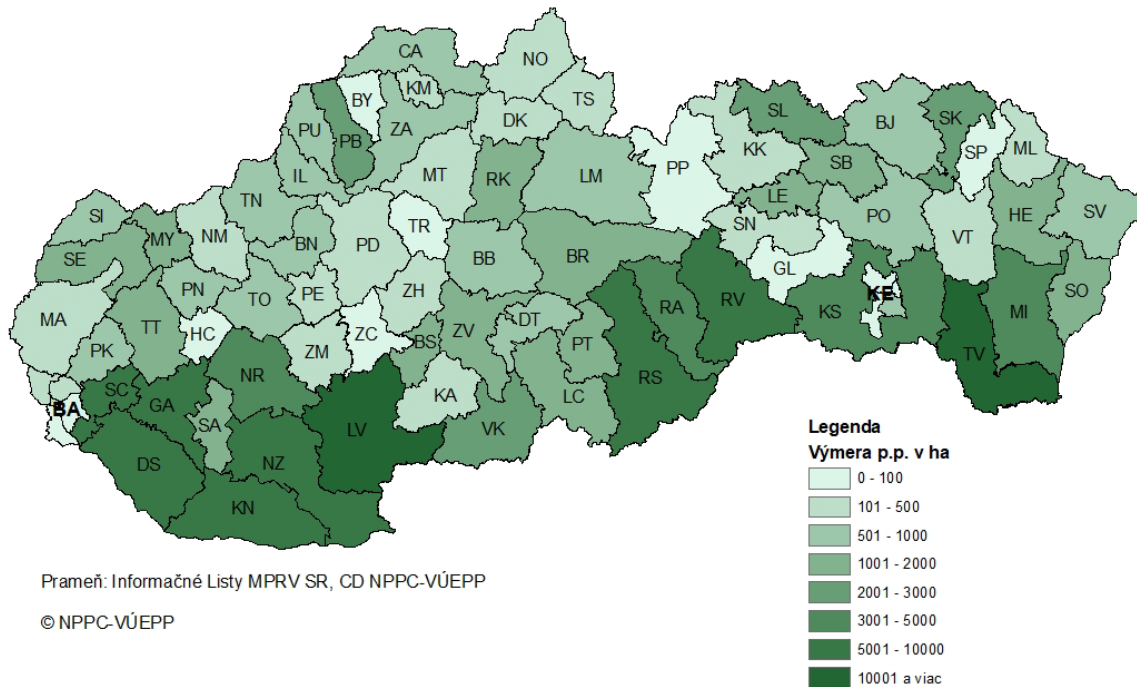 CA
NO
KM
BY
TS
PU
PB
ZA
DK
SL
BJ
SK
SP
ML
KK
SB
PP
IL
MT
RK
LM
TN
LE
SI
MY
NM
BN
PD
TR
SN
PO
VT
HE
SV
SE
BB
BR
GL
PN
TO
PE
ZH
KE
SO
MA
TT
HC
ZC
ZM
BS
ZV
DT
RA
RV
KS
MI
PK
PT
TV
SC
NR
GA
KA
RS
LC
BA
SA
LV
VK
DS
NZ
KN
Legenda
Výmera p.p. v ha
0 - 100
101 - 500
501 - 1000
1001 - 2000
2001 - 3000
3001 - 5000
5001 - 10000
10001 a viac
Prameň: Informačné Listy MPRV SR, CD NPPC-VÚEPP
© NPPC-VÚEPP